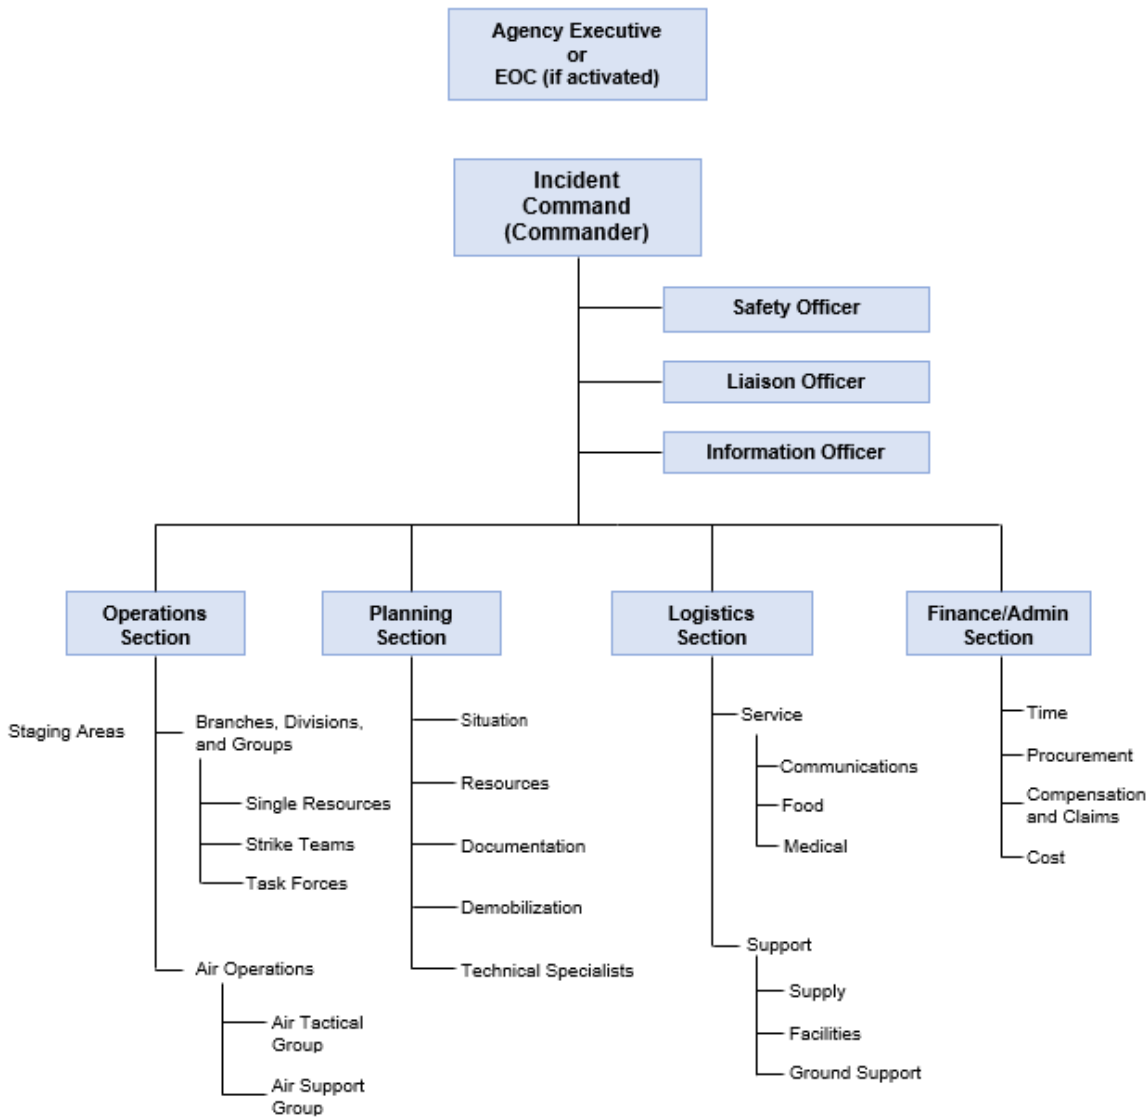 Agency Executive
or
EOC (if activated)
Incident
Command
(Commander)
Safety Officer
Liaison Officer
Information Officer
Operations
Section
Planning
Section
Logistics
Section
Finance/Admin
Section
Staging Areas
Branches, Divisions,
and Groups
Single Resources
Strike Teams
Task Forces
Air Operations
Air Tactical
Group
Air Support
Group
Situation
Resources
Documentation
Demobilization
Technical Specialists
Service
Communications
Food
Medical
Support
Supply
Facilities
Ground Support
Time
Procurement
Compensation
and Claims
Cost